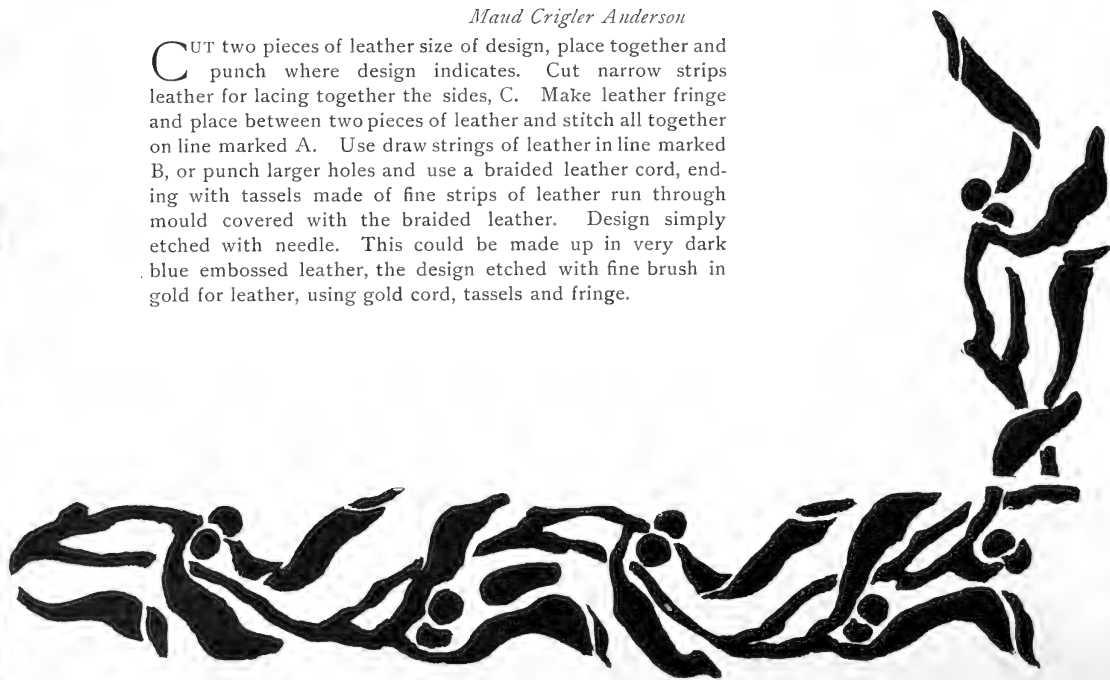 Maud Crigler Anderson
CUT two pieces of leather size of design, place together and
punch where design indicates. Cut narrow strips
leather for lacing together the sides, C. Make leather fringe
and place between two pieces of leather and stitch all together
on line marked A. Use draw strings of leather in line marked
B, or punch larger holes and use a braided leather cord, end-
ing with tassels made of fine strips of leather run through
mould covered with the braided leather. Design simply
etched with needle. This could be made up in very dark
blue embossed leather, the design etched with fine brush in
gold for leather, using gold cord, tassels and fringe.